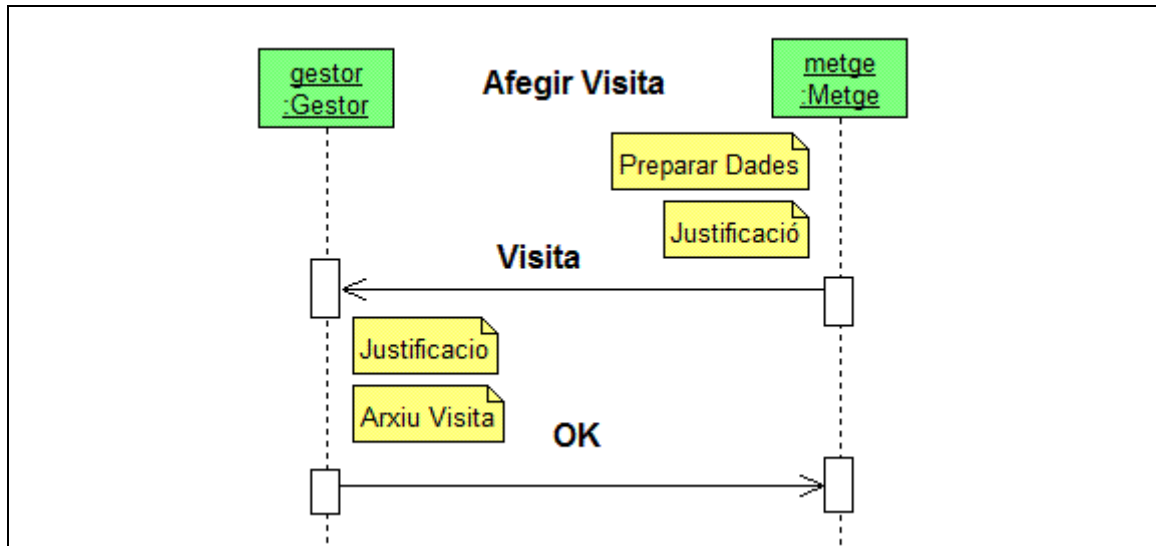 gestor
:Gestor
Afegir Visita
metge
:Metge
Preparar Dades
Justificació
Visita
Justificacio
Arxiu Visita
OK